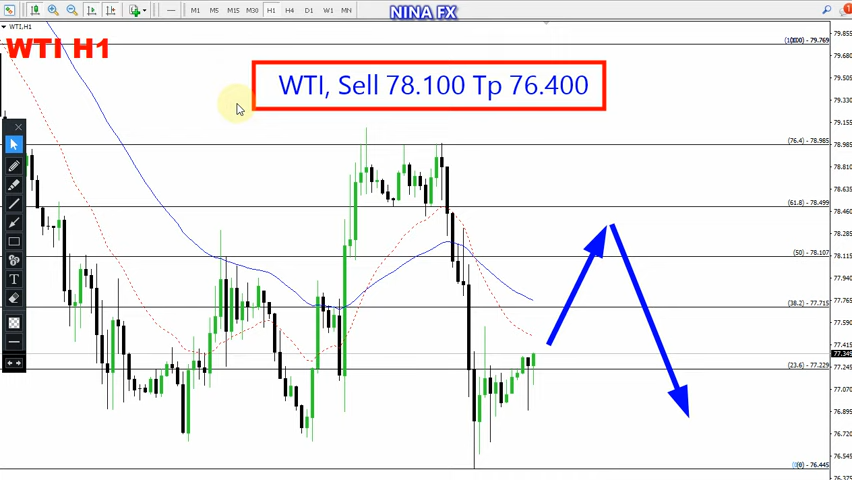 M1 M5 M15 M30 H1 H4 D1 W1 MN
NINA FX
WTI,H1
WTI H1
WTI, Sell 78.100 Tp 76.400
79.855
79.769
79.680
79.505
79.330
79.155
(76.4) - 78.985
78.985
78.810
78.635
(61.8) - 78.499
78.460
78.285
(50) - 78.107
78.115
77.940
77.765
(38.2) - 77.715
77.590
77.415
77.345
(23.6) - 77.229
77.245
77.070
76.895
76.720
76.545
(0) - 76.445
76.375
T